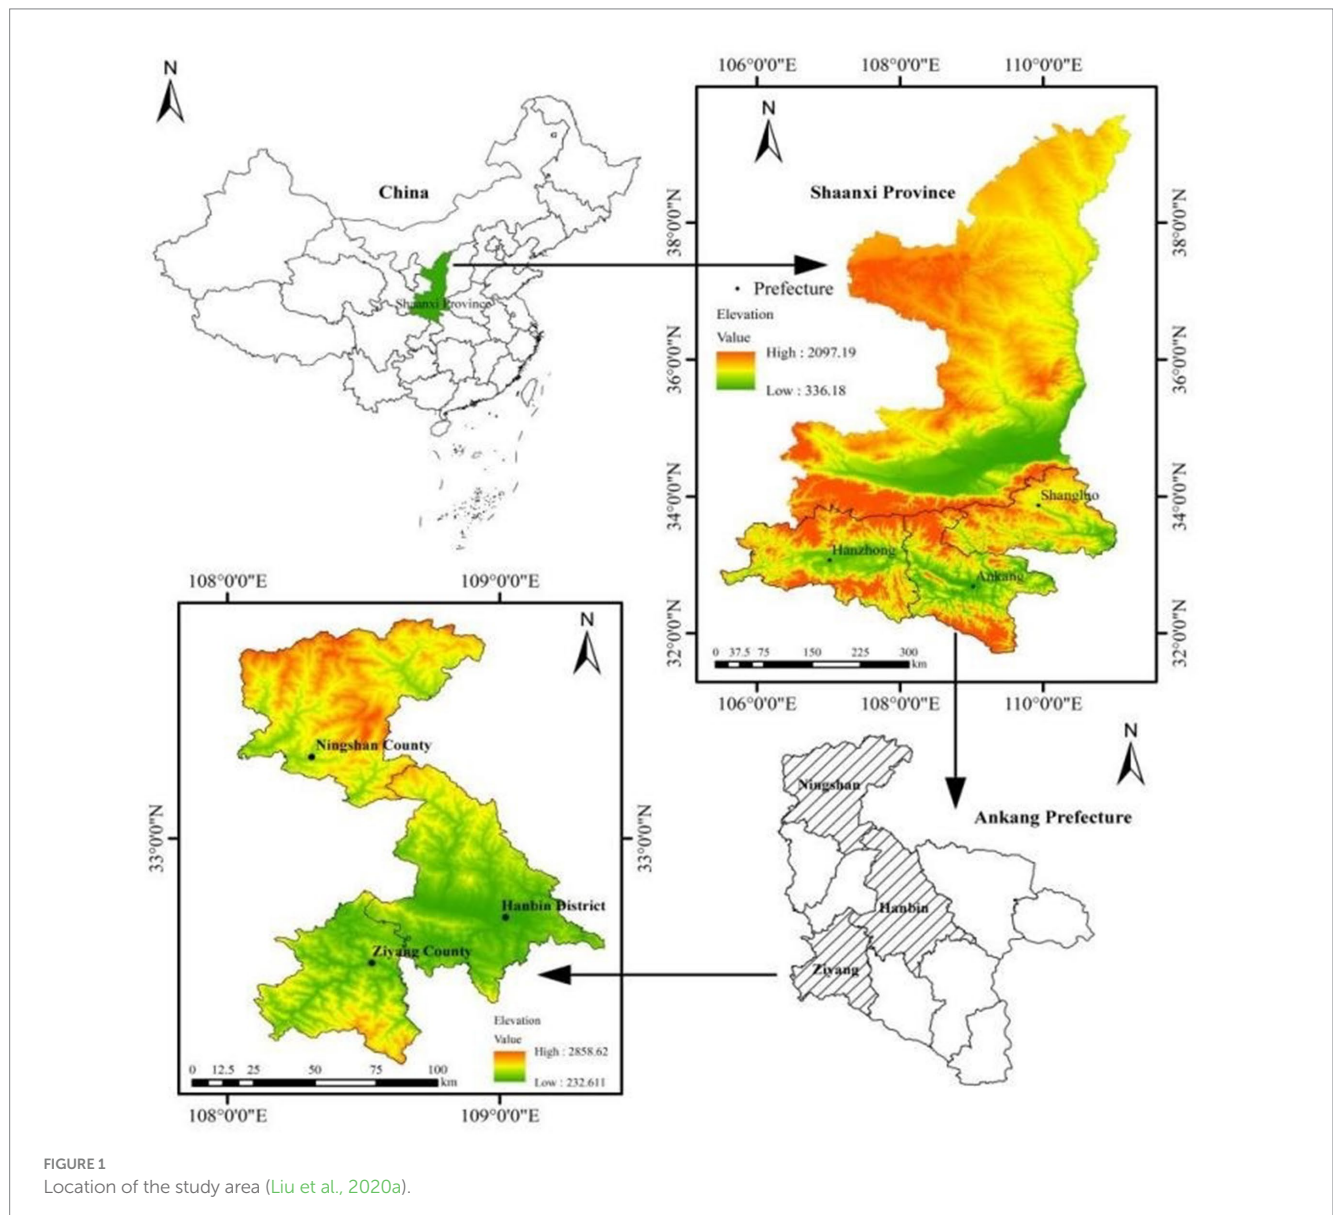 N
China
Shaanxi Province
106°0'0"E 108°0'0"E 110°0'0"E
N
Shaanxi Province
38°0'0"N
38°0'0"N
Prefecture
Elevation
Value
High : 2097.19
Low : 336.18
36°0'0"N
36°0'0"N
34°0'0"N
34°0'0"N
Shangluo
Hanzhong
Ankang
32°0'0"N
32°0'0"N
0 37.5 75 150 225 300
km
106°0'0"E 108°0'0"E 110°0'0"E
108°0'0"E 109°0'0"E
N
Ningshan County
33°0'0"N
33°0'0"N
Hanbin District
Ziyang County
Elevation
Value
High : 2858.62
Low : 232.611
0 12.5 25 50 75 100
km
108°0'0"E 109°0'0"E
N
Ankang Prefecture
Ningshan
Hanbin
Ziyang
FIGURE 1
Location of the study area (Liu et al., 2020a).